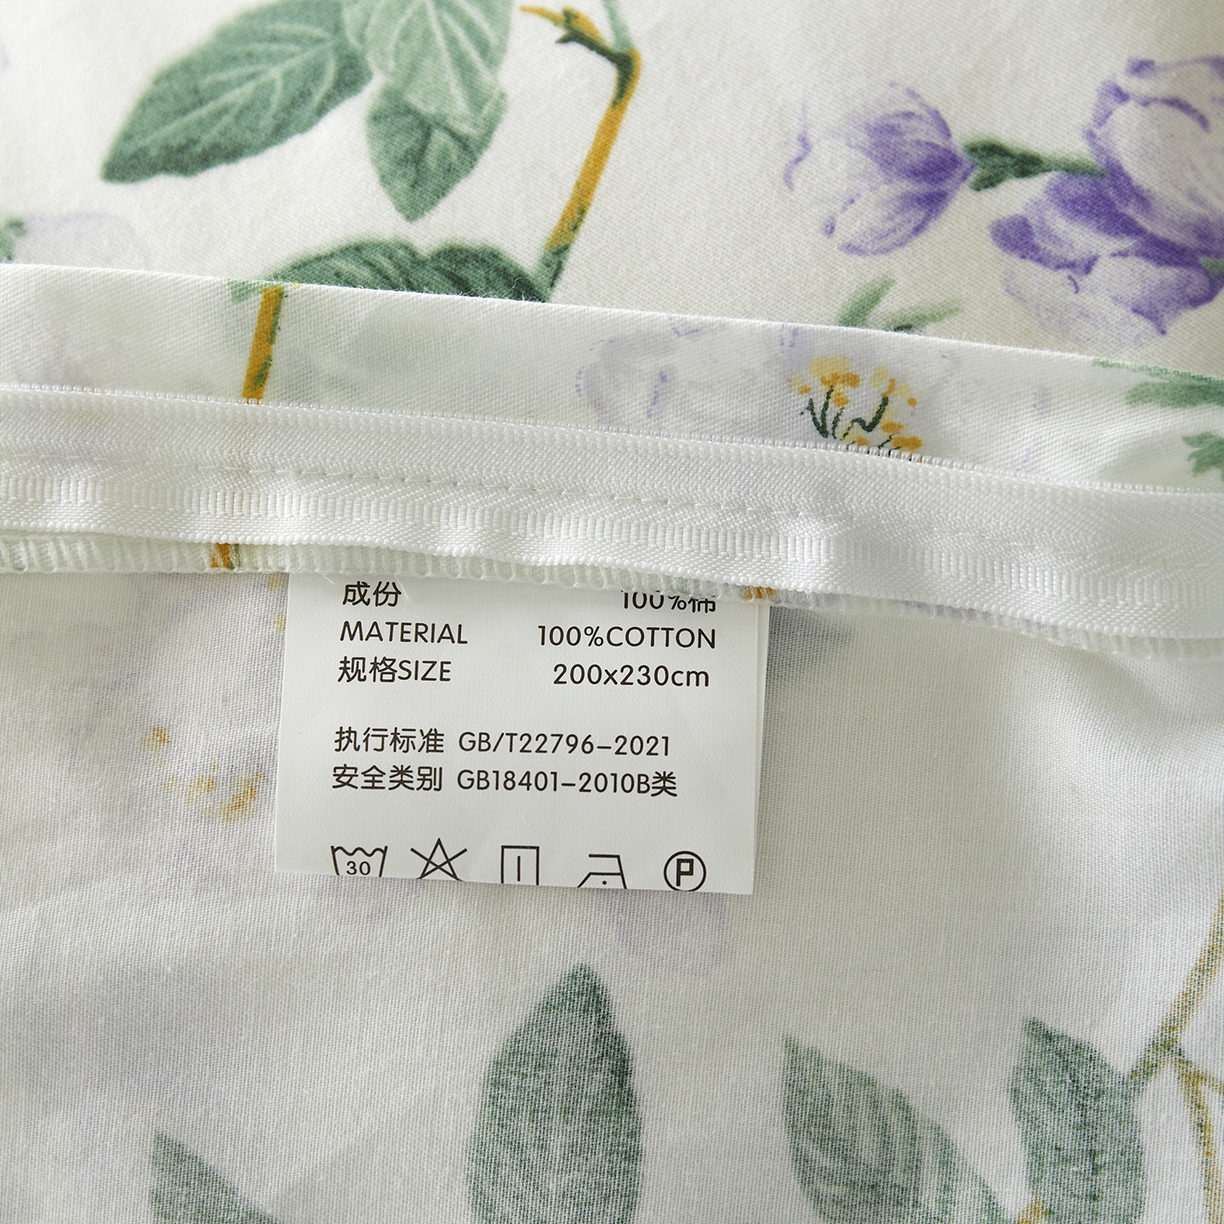 成份 100%棉
MATERIAL 100%COTTON
规格SIZE 200x230cm
执行标准 GB/T22796-2021
安全类别 GB18401-2010B类
30
P